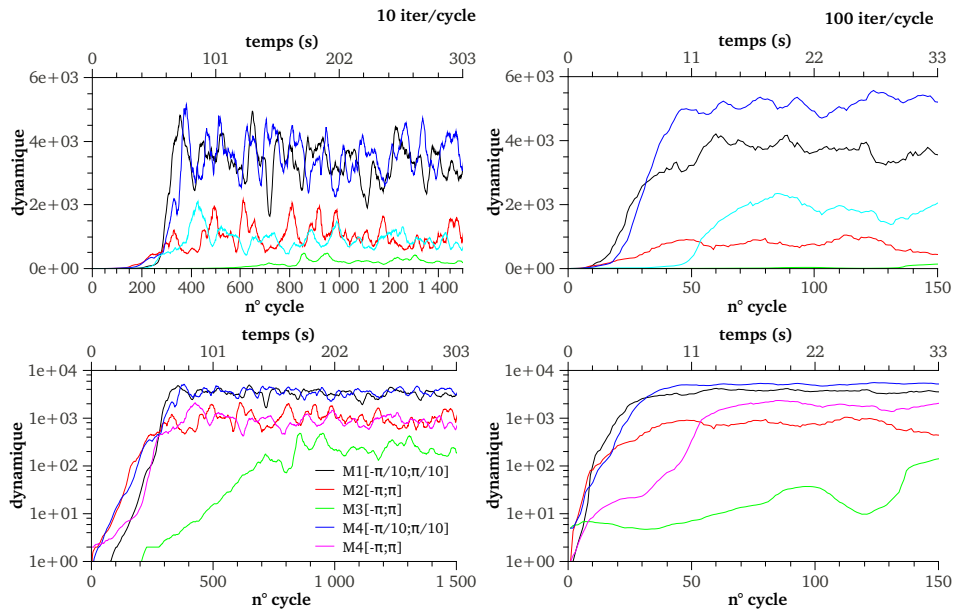 10 iter/cycle
100 iter/cycle
temps (s)
temps (s)
0 101 202 303
0 11 22 33
6e+03
4e+03
2e+03
0e+00
dynamique
6e+03
4e+03
2e+03
0e+00
dynamique
0 200 400 600 800 1 000 1 200 1 400
0 50 100 150
n° cycle
n° cycle
temps (s)
temps (s)
0 101 202 303
0 11 22 33
1e+04
1e+03
1e+02
1e+01
1e+00
dynamique
M1[-π/10;π/10]
M2[-π;π]
M3[-π;π]
M4[-π/10;π/10]
M4[-π;π]
1e+04
1e+03
1e+02
1e+01
1e+00
dynamique
0 500 1 000 1 500
0 50 100 150
n° cycle
n° cycle